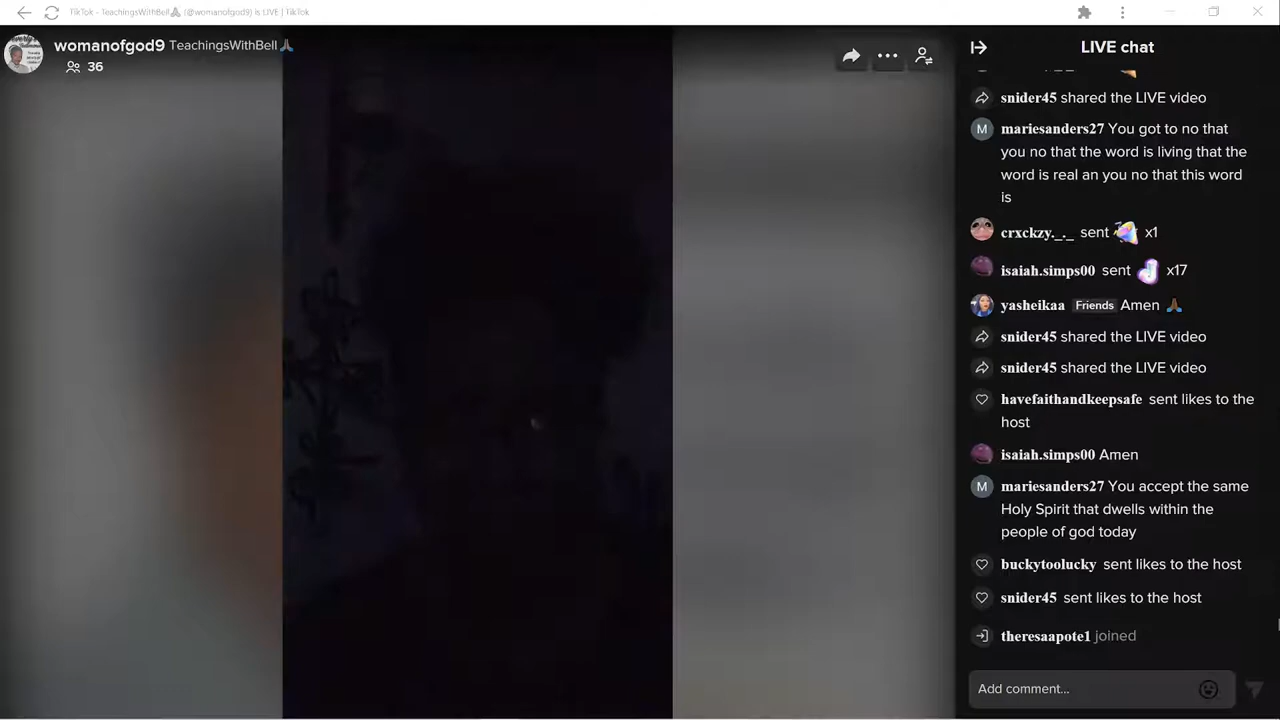 TikTok - TeachingsWithBell🙏 (@womanofgod9) is LIVE | TikTok
womanofgod9 TeachingsWithBell🙏
36
LIVE chat
snider45 shared the LIVE video
M mariesanders27 You got to no that
you no that the word is living that the
word is real an you no that this word
is
crxckzy._._ sent x1
isaiah.simps00 sent x17
yasheikaa Friends Amen 🙏🏾
snider45 shared the LIVE video
snider45 shared the LIVE video
havefaithandkeepsafe sent likes to the
host
isaiah.simps00 Amen
M mariesanders27 You accept the same
Holy Spirit that dwells within the
people of god today
buckytoolucky sent likes to the host
snider45 sent likes to the host
theresaapote1 joined
Add comment...